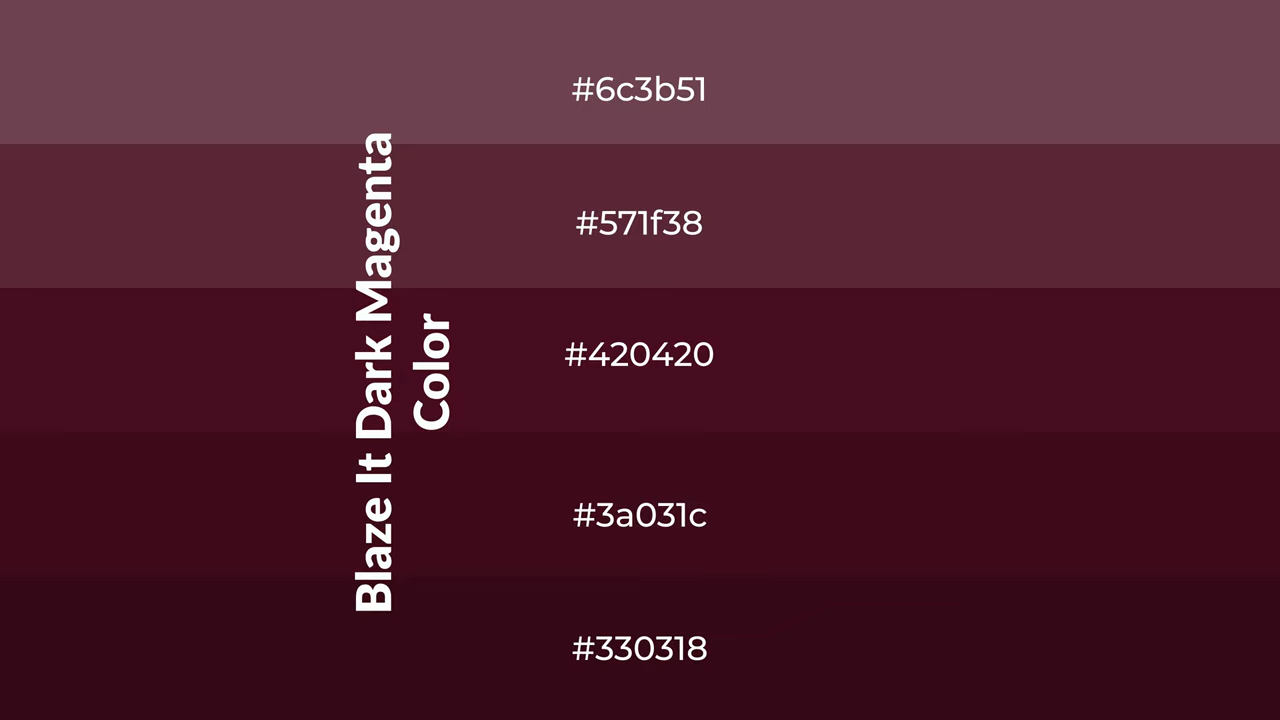 Blaze It Dark Magenta
Color
#6c3b51
#571f38
#420420
#3a031c
#330318